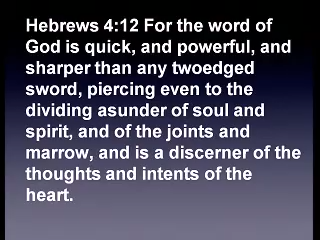 Hebrews 4:12 For the word of
God is quick, and powerful, and
sharper than any twoedged
sword, piercing even to the
dividing asunder of soul and
spirit, and of the joints and
marrow, and is a discerner of the
thoughts and intents of the
heart.